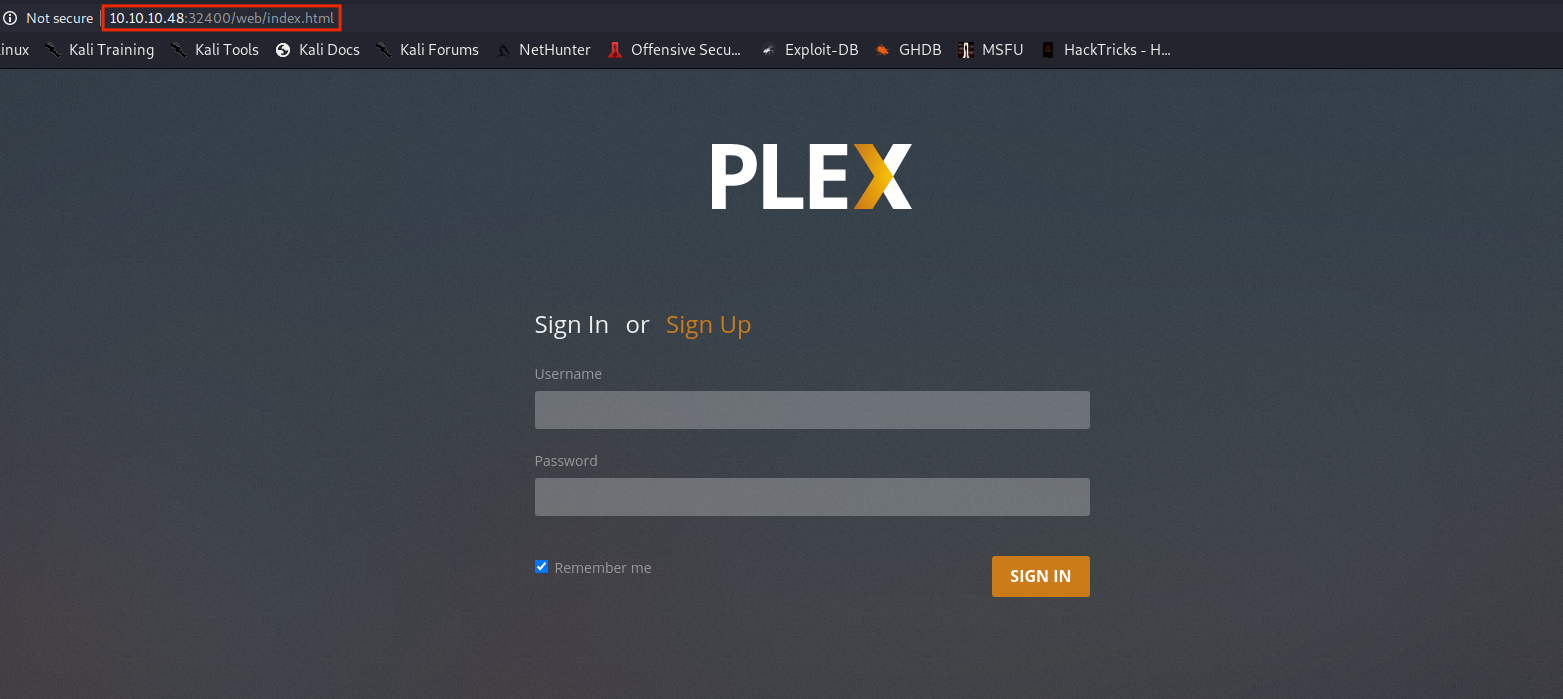 Not secure | 10.10.10.48:32400/web/index.html
inux Kali Training Kali Tools Kali Docs Kali Forums NetHunter Offensive Secu... Exploit-DB GHDB MSFU HackTricks - H...
PLEX
Sign In or Sign Up
Username
Password
Remember me
SIGN IN